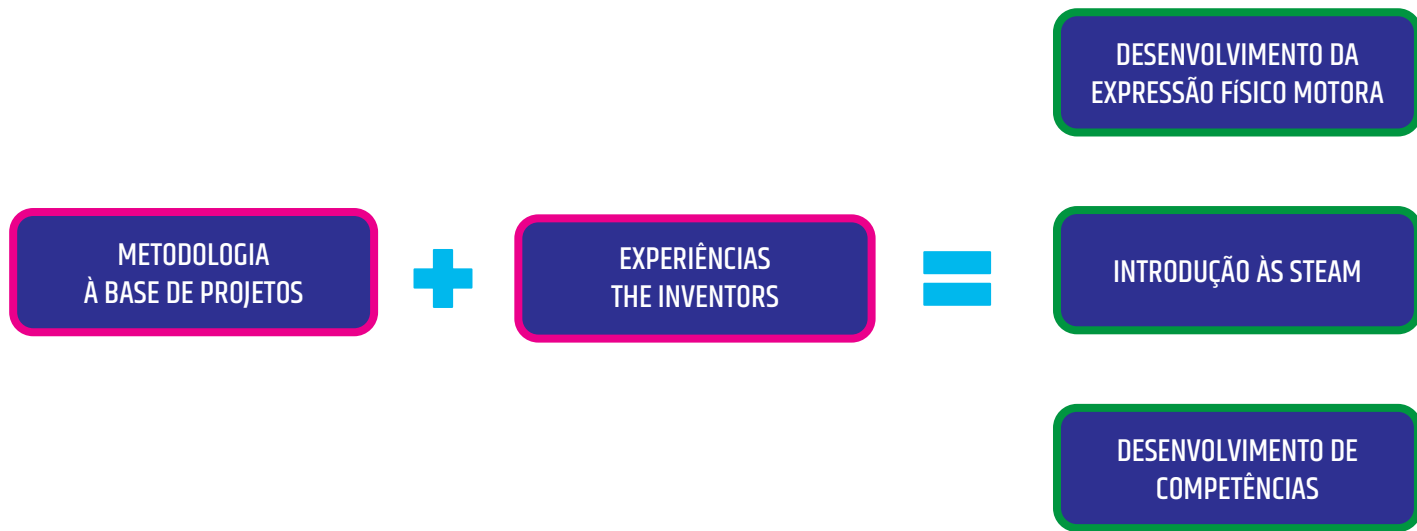 DESENVOLVIMENTO DA
EXPRESSÃO FÍSICO MOTORA
METODOLOGIA
À BASE DE PROJETOS
+
EXPERIÊNCIAS
THE INVENTORS
=
INTRODUÇÃO ÀS STEAM
DESENVOLVIMENTO DE
COMPETÊNCIAS